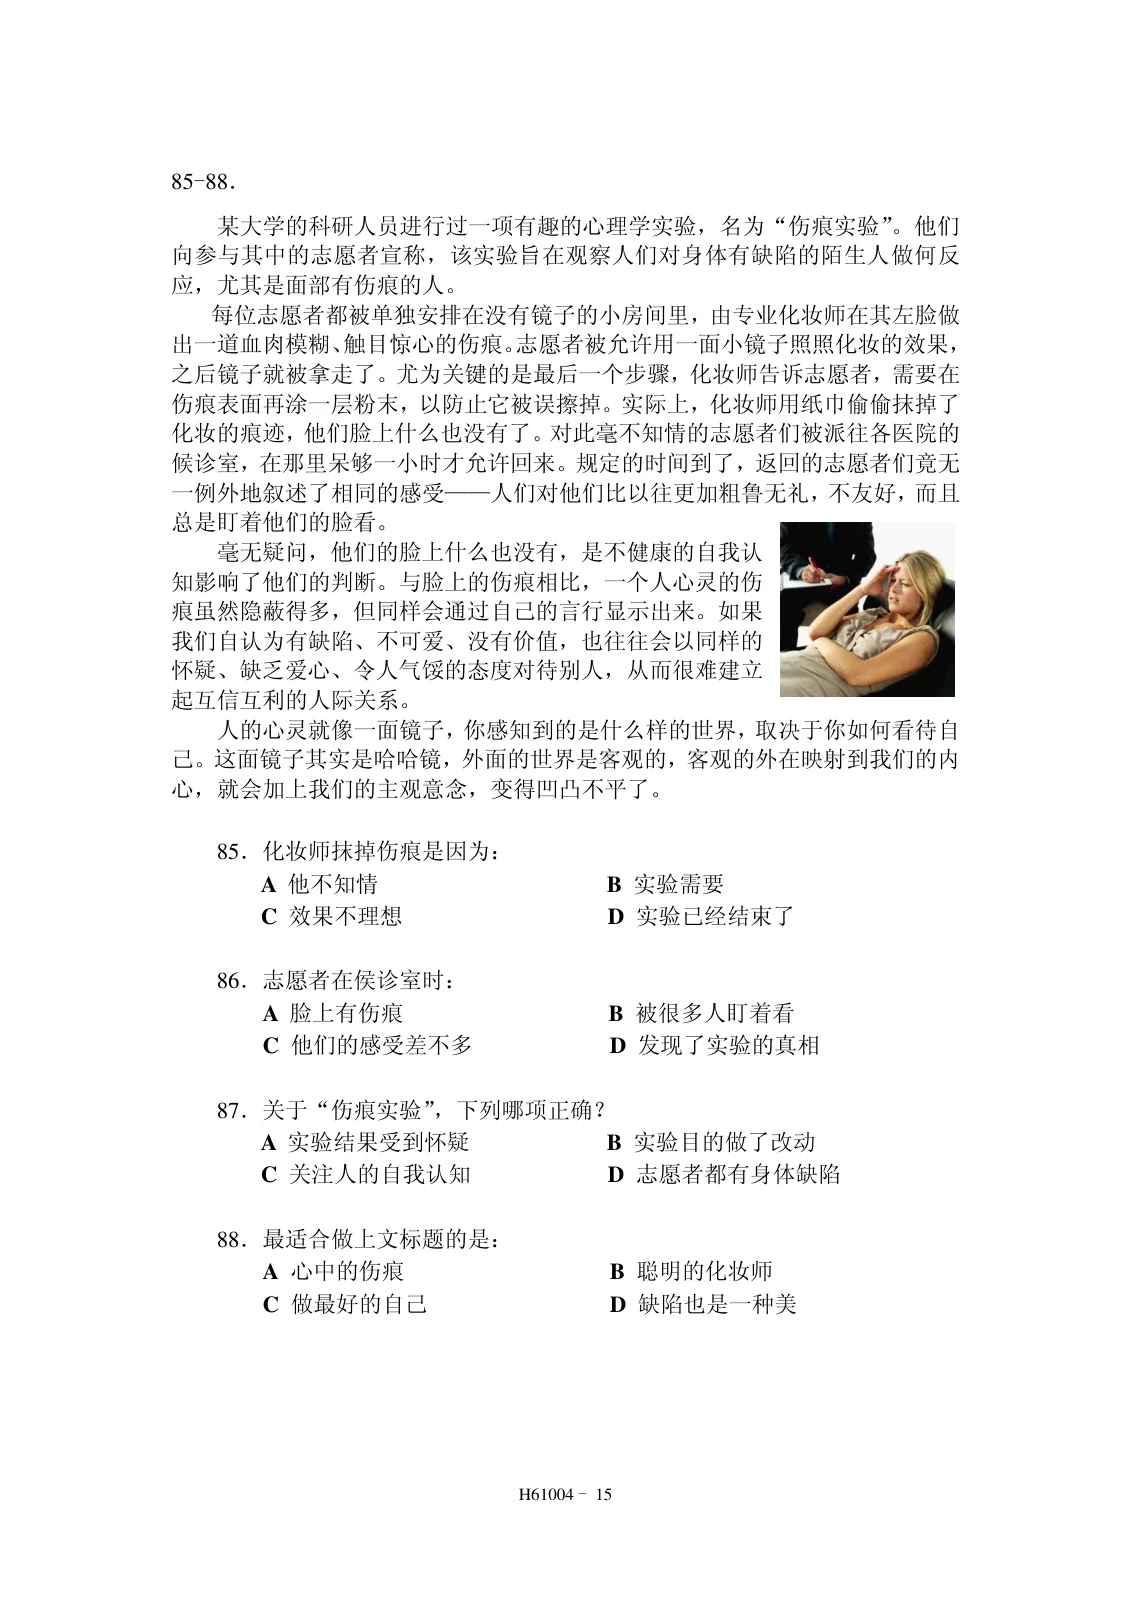 85-88．
某大学的科研人员进行过一项有趣的心理学实验，名为“伤痕实验”。他们
向参与其中的志愿者宣称，该实验旨在观察人们对身体有缺陷的陌生人做何反
应，尤其是面部有伤痕的人。
每位志愿者都被单独安排在没有镜子的小房间里，由专业化妆师在其左脸做
出一道血肉模糊、触目惊心的伤痕。志愿者被允许用一面小镜子照照化妆的效果，
之后镜子就被拿走了。尤为关键的是最后一个步骤，化妆师告诉志愿者，需要在
伤痕表面再涂一层粉末，以防止它被误擦掉。实际上，化妆师用纸巾偷偷抹掉了
化妆的痕迹，他们脸上什么也没有了。对此毫不知情的志愿者们被派往各医院的
候诊室，在那里呆够一小时才允许回来。规定的时间到了，返回的志愿者们竟无
一例外地叙述了相同的感受——人们对他们比以往更加粗鲁无礼，不友好，而且
总是盯着他们的脸看。
毫无疑问，他们的脸上什么也没有，是不健康的自我认
知影响了他们的判断。与脸上的伤痕相比，一个人心灵的伤
痕虽然隐蔽得多，但同样会通过自己的言行显示出来。如果
我们自认为有缺陷、不可爱、没有价值，也往往会以同样的
怀疑、缺乏爱心、令人气馁的态度对待别人，从而很难建立
起互信互利的人际关系。
人的心灵就像一面镜子，你感知到的是什么样的世界，取决于你如何看待自
己。这面镜子其实是哈哈镜，外面的世界是客观的，客观的外在映射到我们的内
心，就会加上我们的主观意念，变得凹凸不平了。
85．化妆师抹掉伤痕是因为：
A 他不知情 B 实验需要
C 效果不理想 D 实验已经结束了
86．志愿者在侯诊室时：
A 脸上有伤痕 B 被很多人盯着看
C 他们的感受差不多 D 发现了实验的真相
87．关于“伤痕实验”，下列哪项正确？
A 实验结果受到怀疑 B 实验目的做了改动
C 关注人的自我认知 D 志愿者都有身体缺陷
88．最适合做上文标题的是：
A 心中的伤痕 B 聪明的化妆师
C 做最好的自己 D 缺陷也是一种美
H61004－ 15